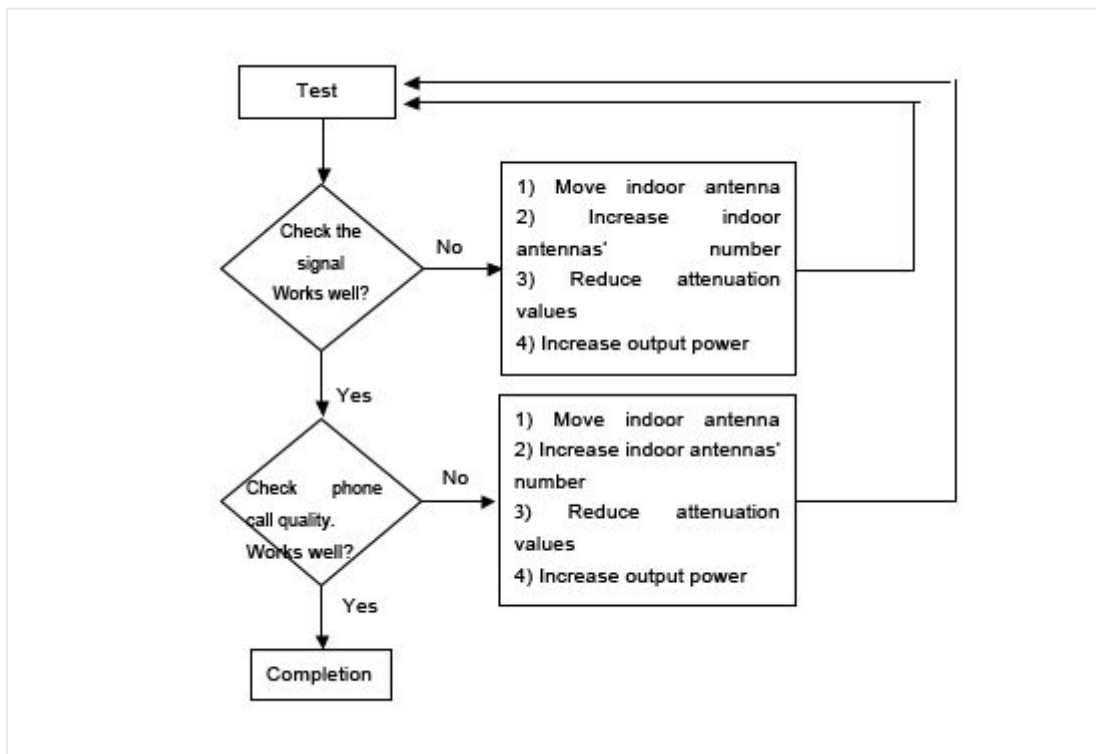 Test
Check the
signal
Works well?
No
1) Move indoor antenna
2) Increase indoor
antennas' number
3) Reduce attenuation
values
4) Increase output power
Yes
Check phone
call quality.
Works well?
No
1) Move indoor antenna
2) Increase indoor antennas'
number
3) Reduce attenuation
values
4) Increase output power
Yes
Completion